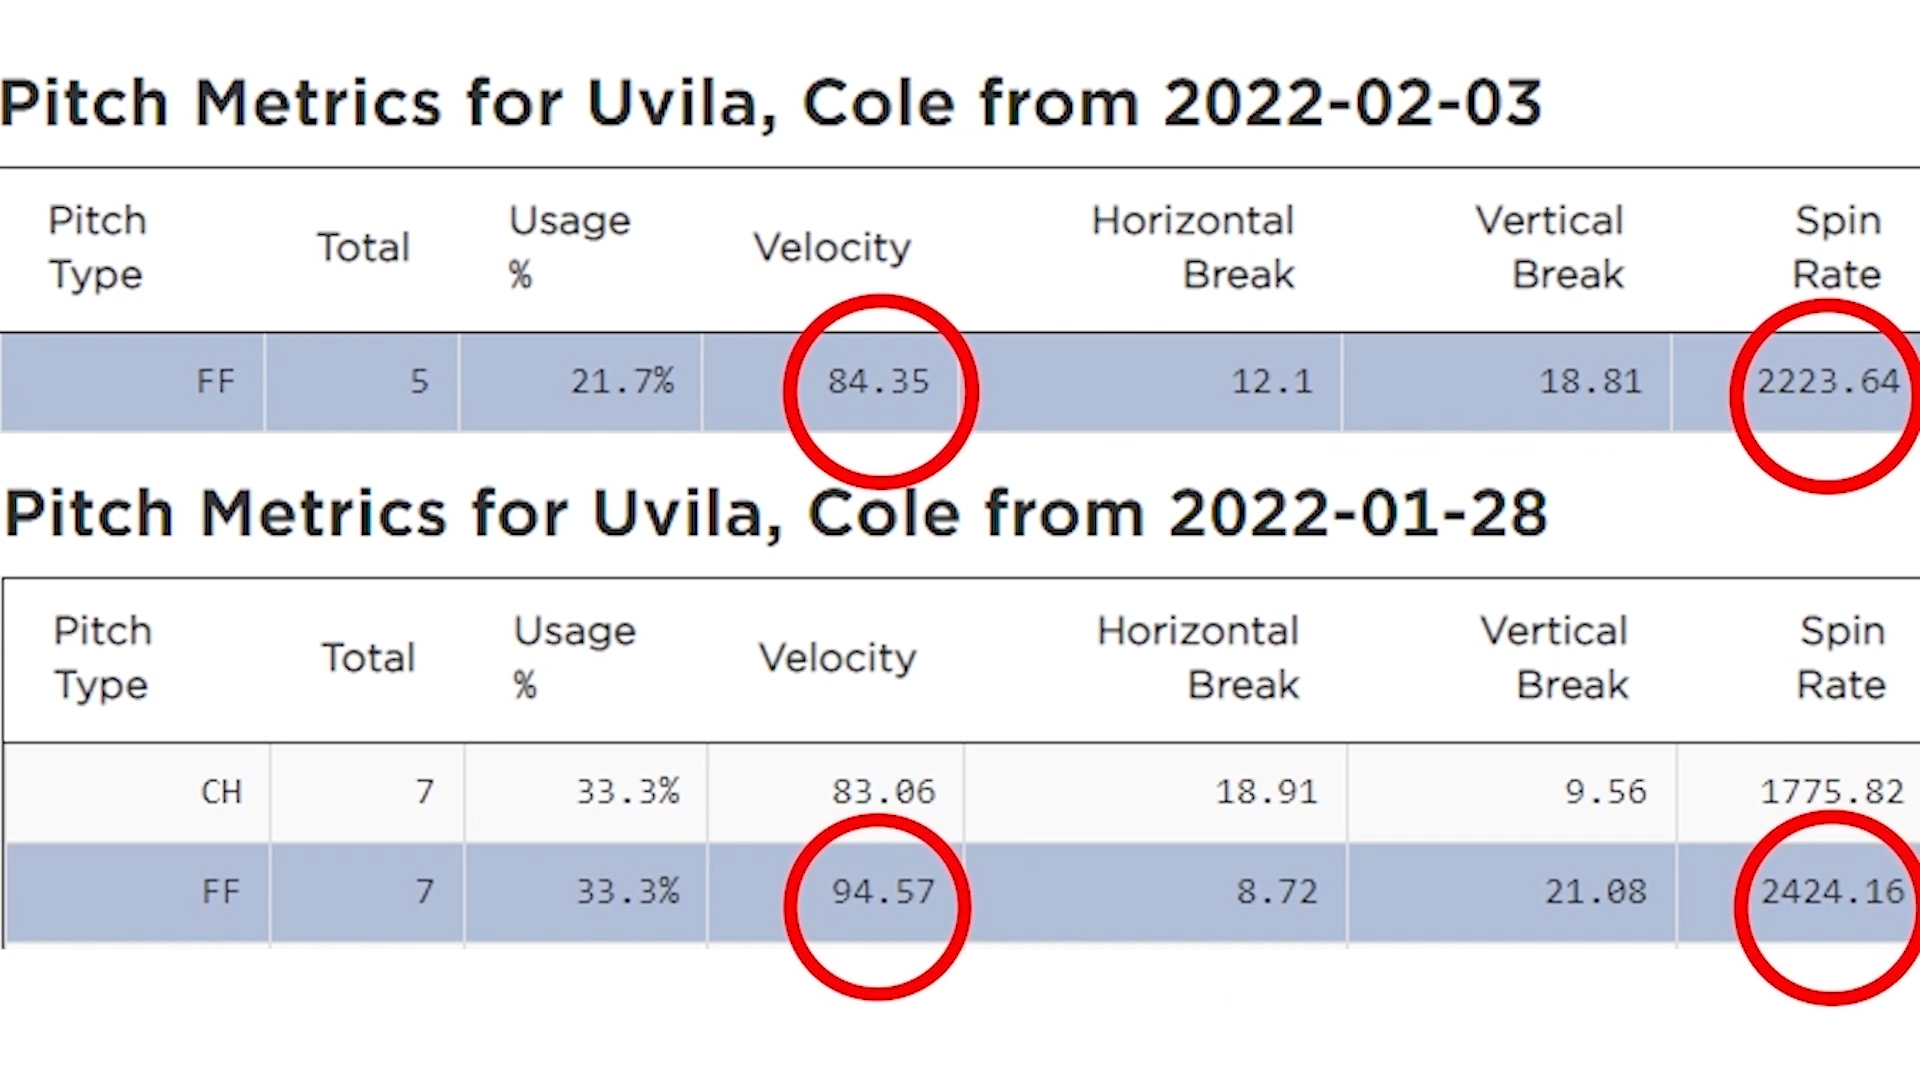 Pitch Metrics for Uvila, Cole from 2022-02-03
Pitch Type Total Usage % Velocity Horizontal Break Vertical Break Spin Rate
FF 5 21.7% 84.35 12.1 18.81 2223.64
Pitch Metrics for Uvila, Cole from 2022-01-28
Pitch Type Total Usage % Velocity Horizontal Break Vertical Break Spin Rate
CH 7 33.3% 83.06 18.91 9.56 1775.82
FF 7 33.3% 94.57 8.72 21.08 2424.16